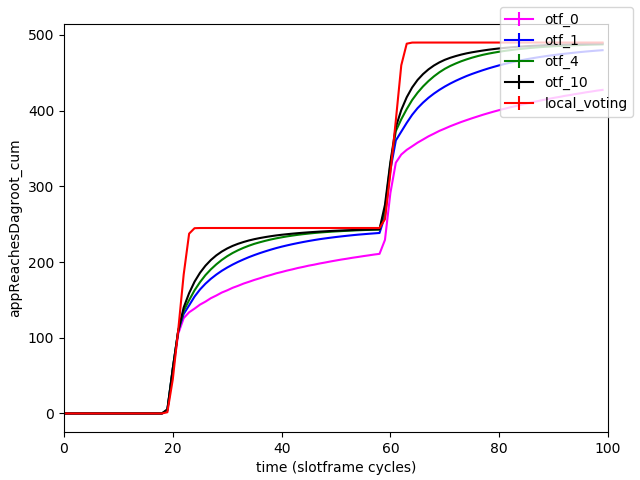 otf_0
otf_1
otf_4
otf_10
local_voting
500
400
300
200
100
0
appReachesDagroot_cum
0 20 40 60 80 100
time (slotframe cycles)